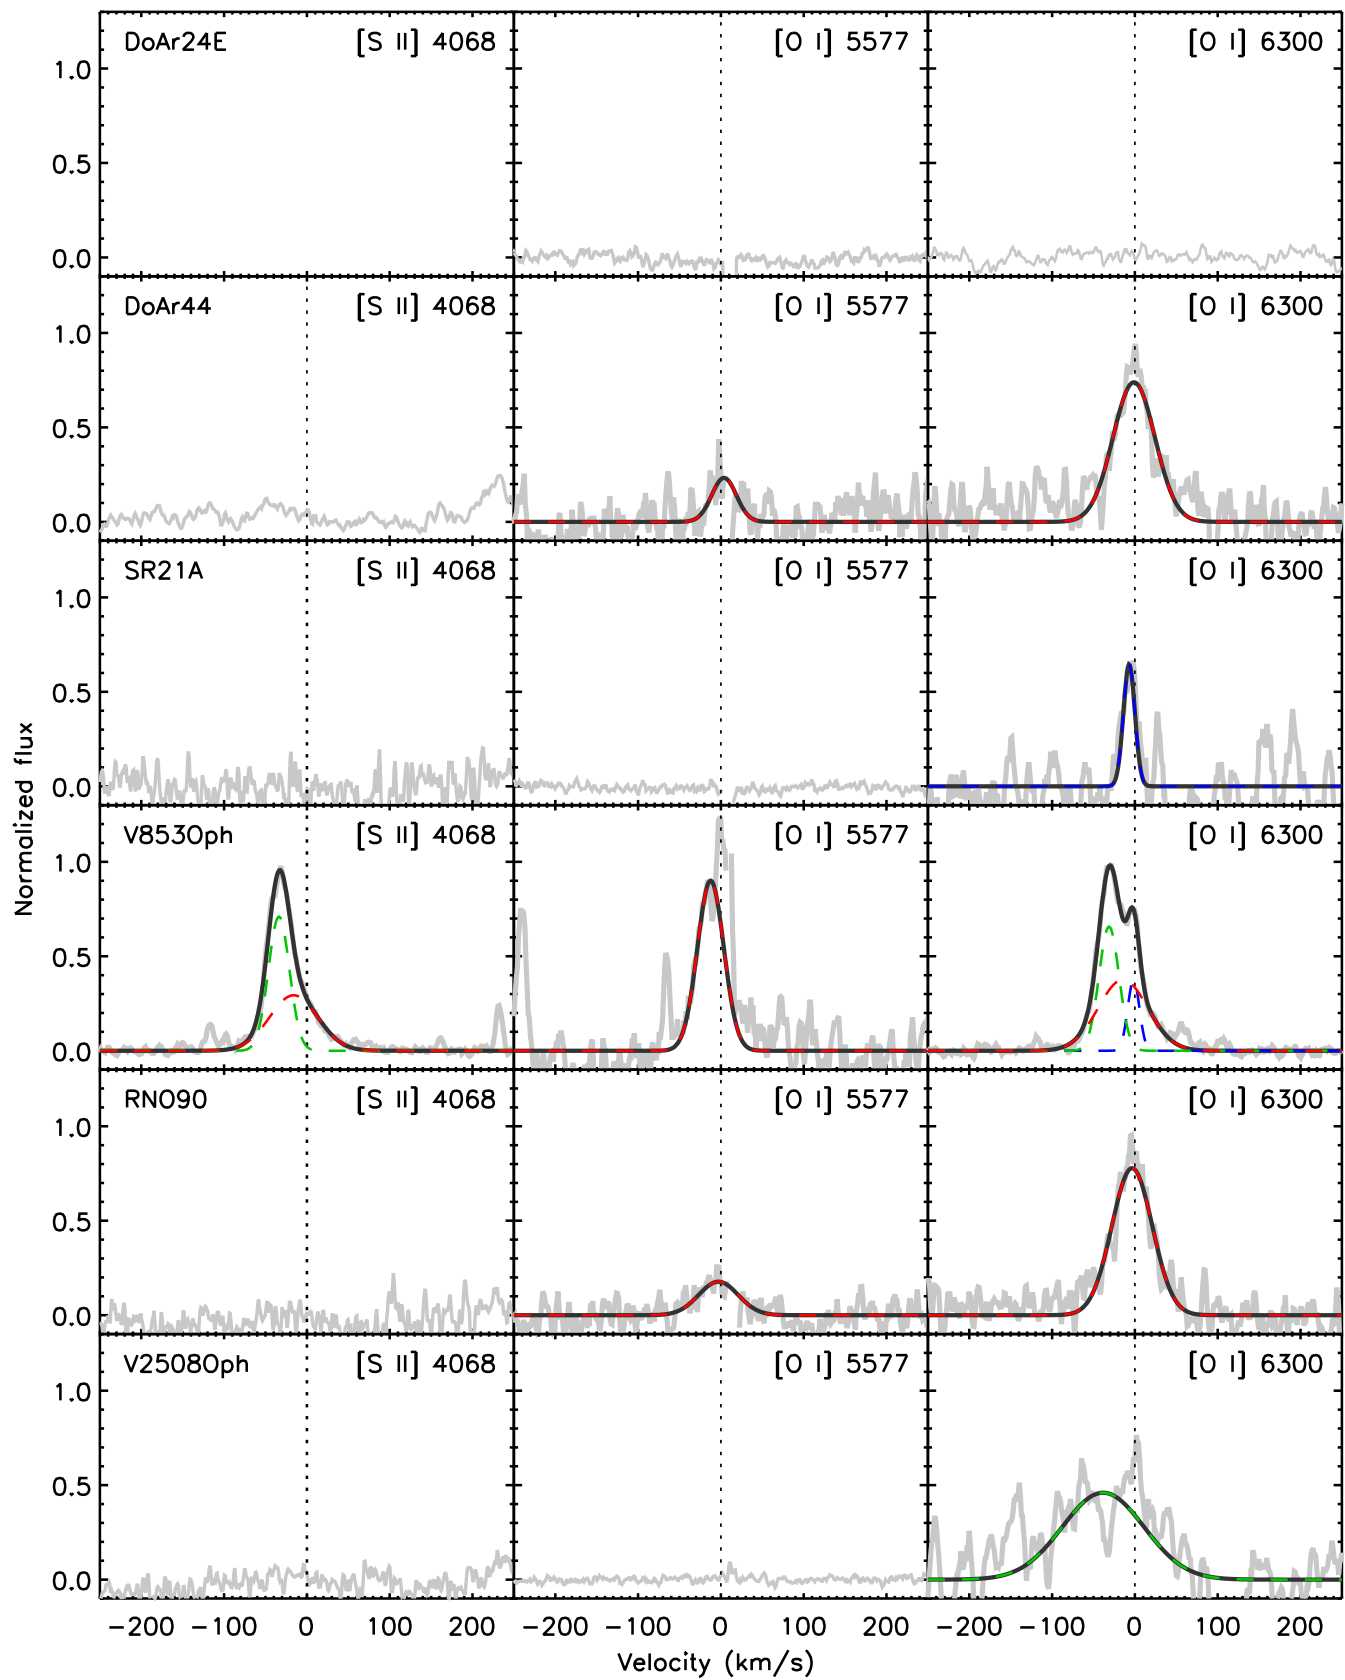 DoAr24E [S II] 4068 [O I] 5577 [O I] 6300
1.0
0.5
0.0
DoAr44 [S II] 4068 [O I] 5577 [O I] 6300
1.0
0.5
0.0
SR21A [S II] 4068 [O I] 5577 [O I] 6300
1.0
0.5
0.0
Normalized flux
V853Oph [S II] 4068 [O I] 5577 [O I] 6300
1.0
0.5
0.0
RNO90 [S II] 4068 [O I] 5577 [O I] 6300
1.0
0.5
0.0
V2508Oph [S II] 4068 [O I] 5577 [O I] 6300
1.0
0.5
0.0
-200 -100 0 100 200 -200 -100 0 100 200 -200 -100 0 100 200
Velocity (km/s)